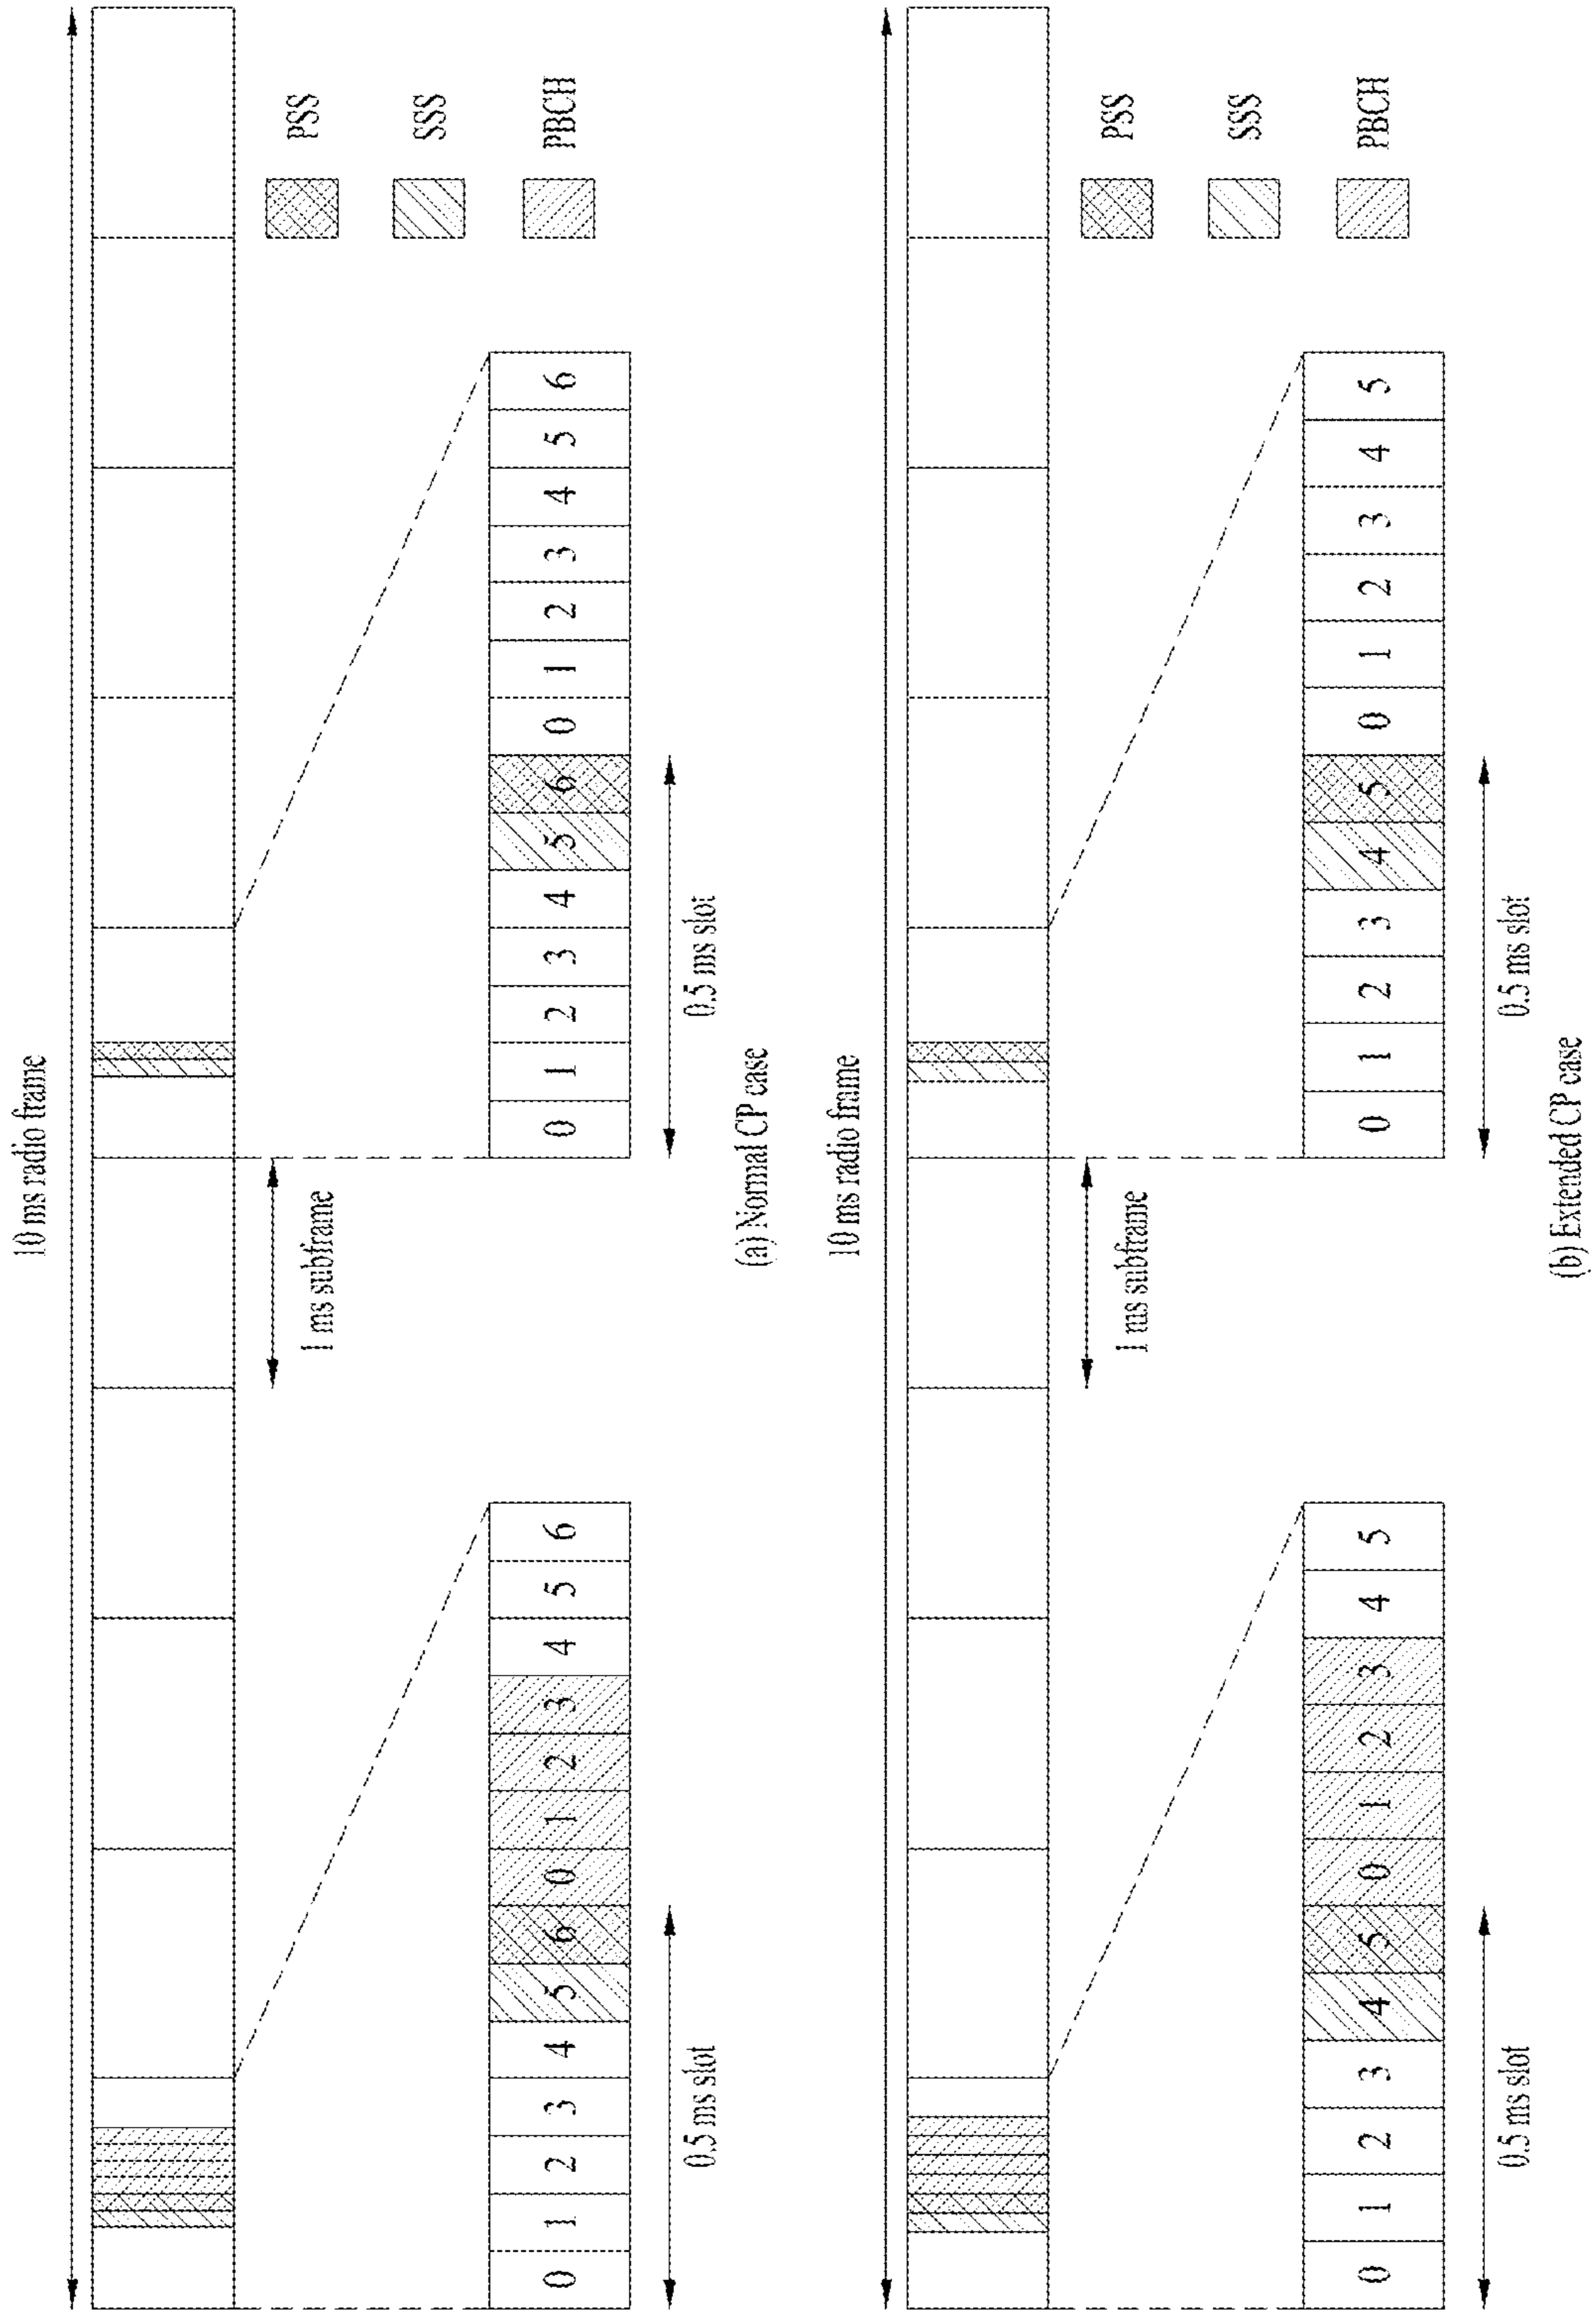 10 ms radio frame
PSS
SSS
PBCH
1 ms subframe
0 1 2 3 4 5 6 0 1 2 3 4 5 6
0 1 2 3 4 5 6 0 1 2 3 4 5 6
0.5 ms slot
0.5 ms slot
(a) Normal CP case
10 ms radio frame
PSS
SSS
PBCH
1 ms subframe
0 1 2 3 4 5 0 1 2 3 4 5
0 1 2 3 4 5 0 1 2 3 4 5
0.5 ms slot
0.5 ms slot
(b) Extended CP case